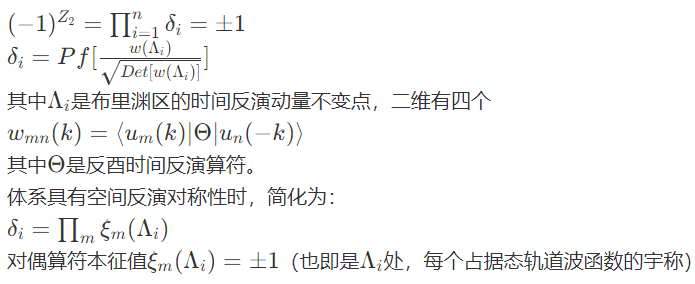 $(-1)^{Z_2} = \prod_{i=1}^{n} \delta_i = \pm 1$
$\delta_i = Pf[\frac{w(\Lambda_i)}{\sqrt{Det[w(\Lambda_i)]}}]$
其中$\Lambda_i$是布里渊区的时间反演动量不变点，二维有四个
$w_{mn}(k) = \langle u_m(k)|\Theta|u_n(-k)\rangle$
其中$\Theta$是反酉时间反演算符。
体系具有空间反演对称性时，简化为：
$\delta_i = \prod_m \xi_m(\Lambda_i)$
对偶算符本征值$\xi_m(\Lambda_i) = \pm 1$（也即是$\Lambda_i$处，每个占据态轨道波函数的宇称）